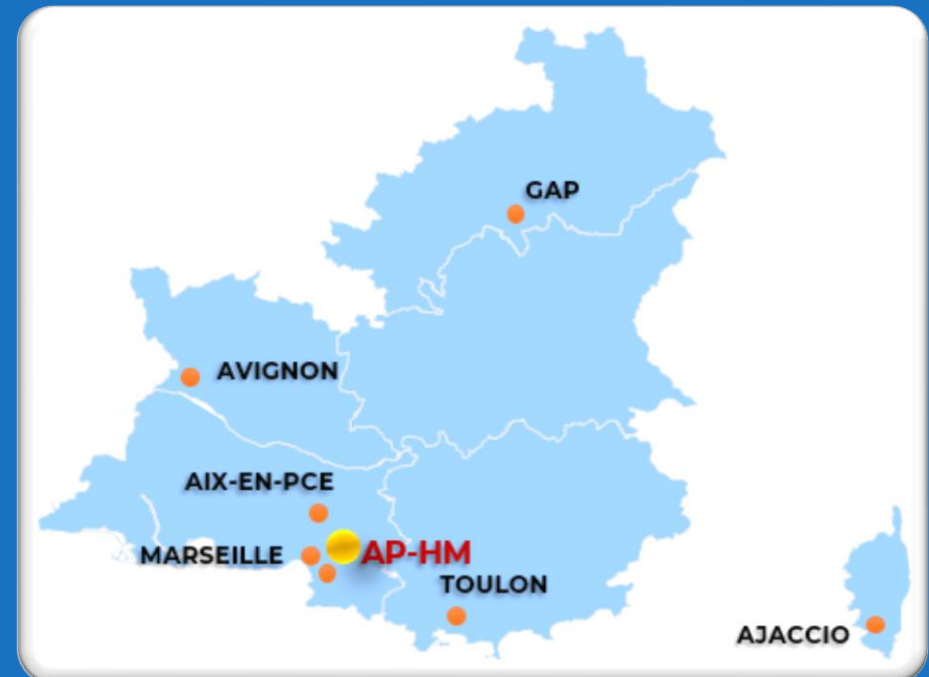 GAP
AVIGNON
AIX-EN-PCE
MARSEILLE
AP-HM
TOULON
AJACCIO